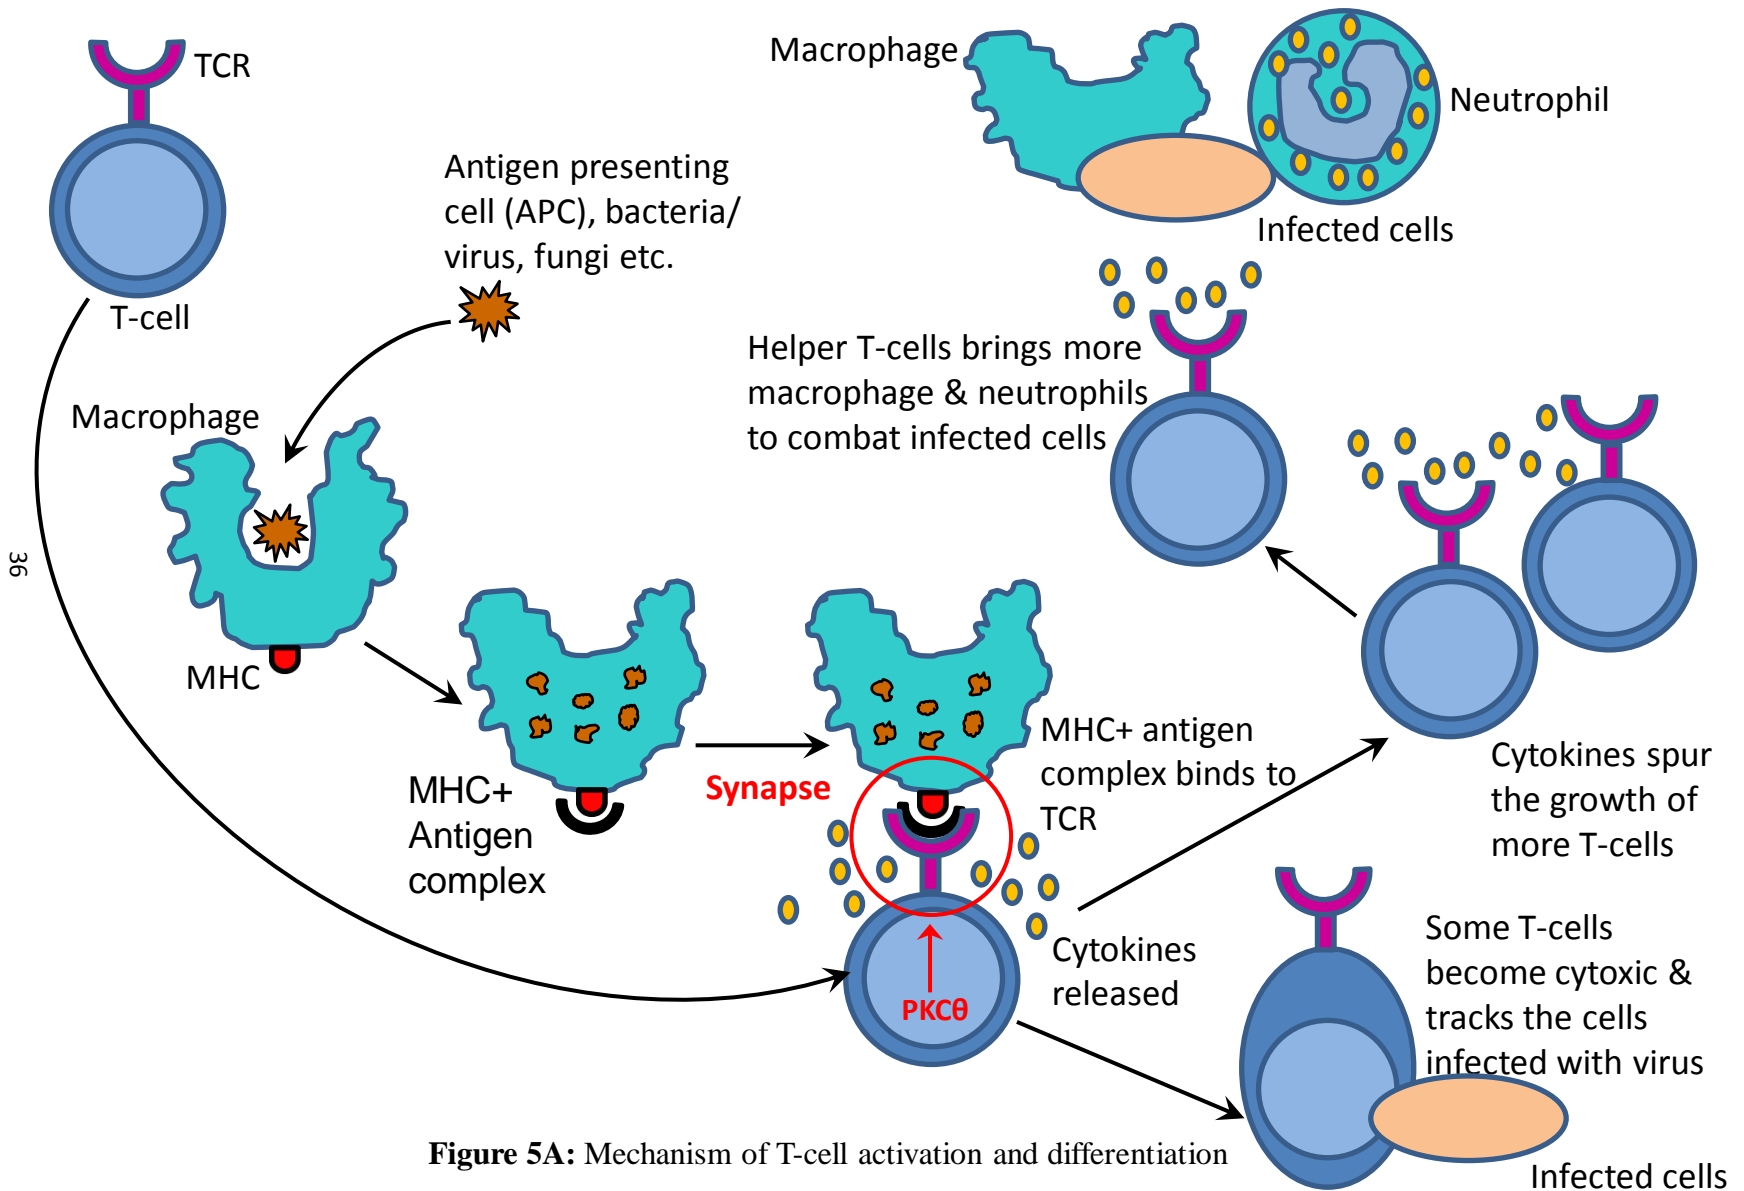 TCR
T-cell
Antigen presenting
cell (APC), bacteria/
virus, fungi etc.
Macrophage
MHC
MHC+
Antigen
complex
Synapse
MHC+ antigen
complex binds to
TCR
PKCθ
Cytokines
released
Cytokines spur
the growth of
more T-cells
Some T-cells
become cytoxic &
tracks the cells
infected with virus
Infected cells
Helper T-cells brings more
macrophage & neutrophils
to combat infected cells
Macrophage
Neutrophil
Infected cells
36
Figure 5A: Mechanism of T-cell activation and differentiation